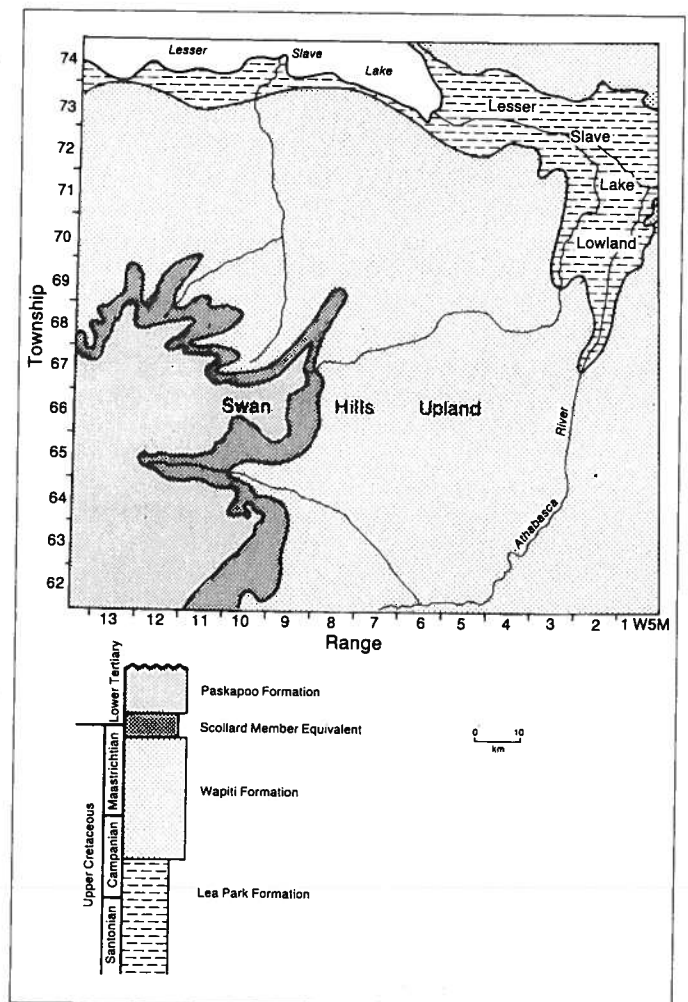 Lesser Slave Lake
74
73
72
71
70
69
68
67
66
65
64
63
62
Township
Lesser
Slave
Lake
Lowland
Swan Hills Upland
River
Athabasca
13 12 11 10 9 8 7 6 5 4 3 2 1 W5M
Range
Lower Tertiary
Upper Cretaceous
Maastrichtian
Campanian
Santonian
Paskapoo Formation
Scollard Member Equivalent
Wapiti Formation
Lea Park Formation
0 10
km